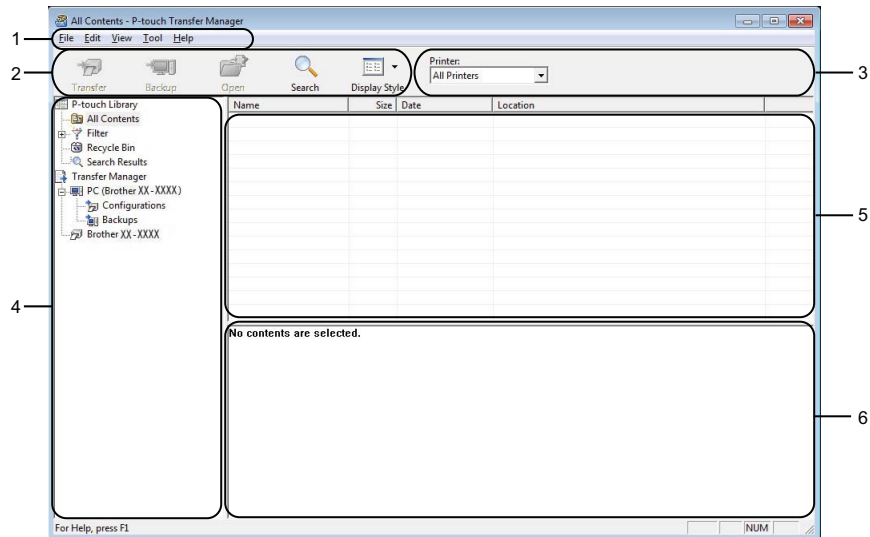 All Contents - P-touch Transfer Manager
1
File Edit View Tool Help
2
Transfer Backup Open Search Display Style
Printer:
All Printers
3
P-touch Library
All Contents
Filter
Recycle Bin
Search Results
Transfer Manager
PC (Brother XX-XXXX)
Configurations
Backups
Brother XX-XXXX
4
Name Size Date Location
5
No contents are selected.
6
For Help, press F1
NUM